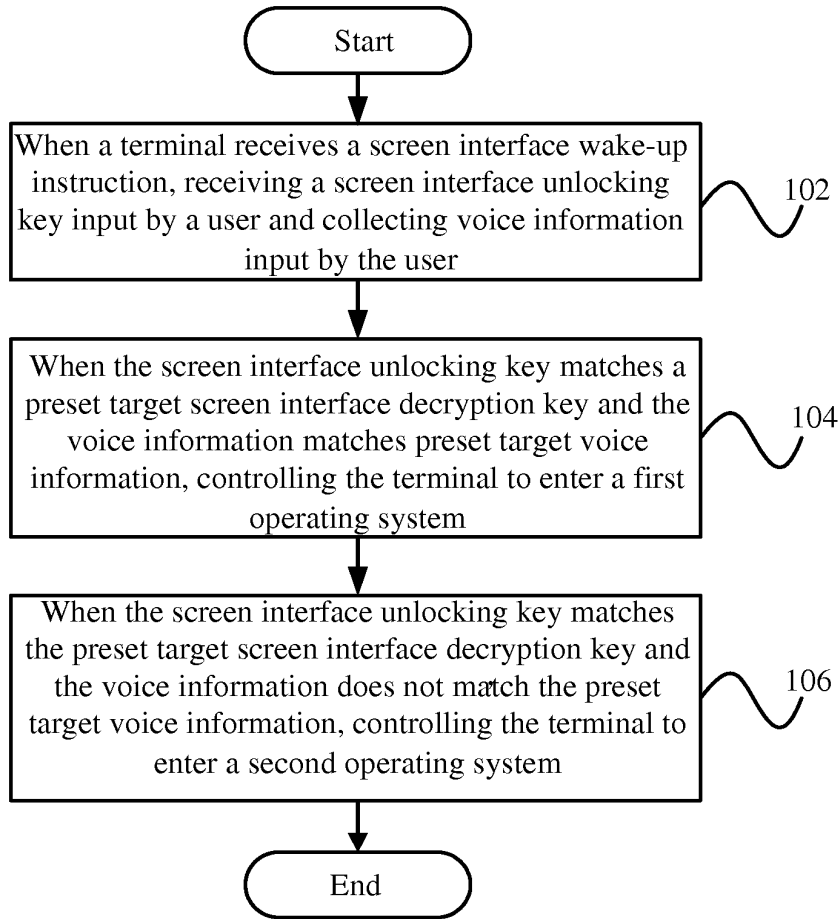 Start
When a terminal receives a screen interface wake-up
instruction, receiving a screen interface unlocking
key input by a user and collecting voice information
input by the user
102
When the screen interface unlocking key matches a
preset target screen interface decryption key and the
voice information matches preset target voice
information, controlling the terminal to enter a first
operating system
104
When the screen interface unlocking key matches
the preset target screen interface decryption key and
the voice information does not match the preset
target voice information, controlling the terminal to
enter a second operating system
106
End